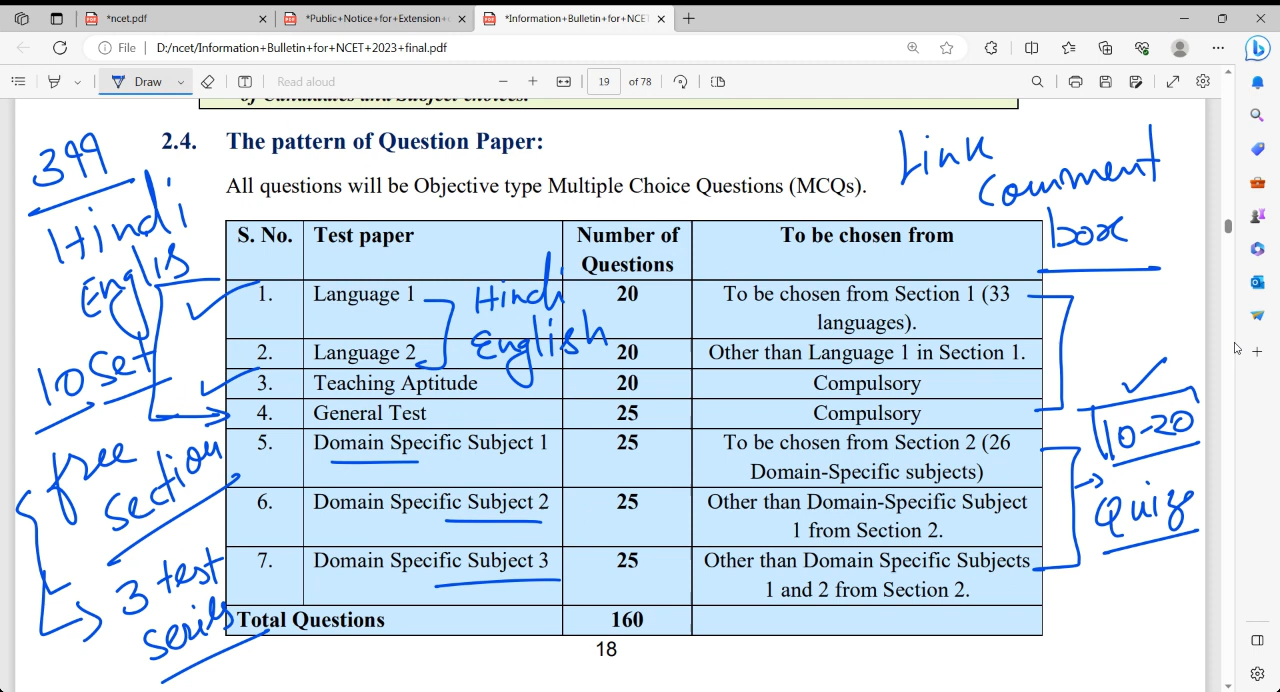 *ncet.pdf
*Public+Notice+for+Extension+
*Information+Bulletin+for+NCET
File D:/ncet/Information+Bulletin+for+NCET+2023+final.pdf
Draw Read aloud 19 of 78
of Candidates and Subject choices.
2.4. The pattern of Question Paper:
All questions will be Objective type Multiple Choice Questions (MCQs).
S. No. Test paper Number of Questions To be chosen from
1. Language 1 20 To be chosen from Section 1 (33 languages).
2. Language 2 20 Other than Language 1 in Section 1.
3. Teaching Aptitude 20 Compulsory
4. General Test 25 Compulsory
5. Domain Specific Subject 1 25 To be chosen from Section 2 (26 Domain-Specific subjects)
6. Domain Specific Subject 2 25 Other than Domain-Specific Subject 1 from Section 2.
7. Domain Specific Subject 3 25 Other than Domain Specific Subjects 1 and 2 from Section 2.
Total Questions 160
18
399
Hindi
Englis
10 Set
free
section
3 test
series
Hindi
English
Link
comment
box
10-20
Quize